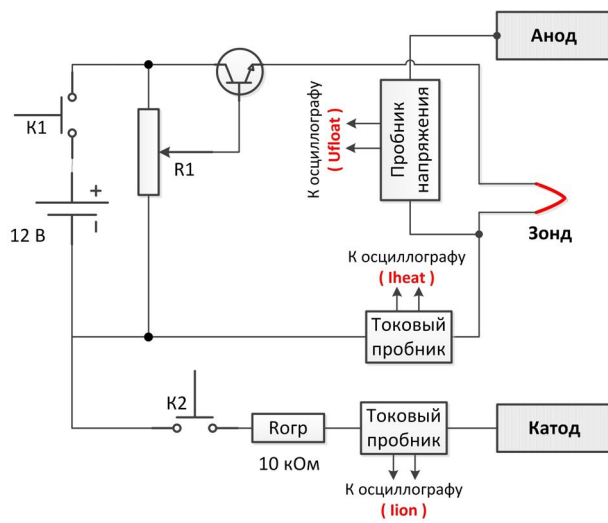 Анод
К1
R1
К осциллографу
( Ufloat )
Пробник
напряжения
+
−
12 В
Зонд
К осциллографу
( Iheat )
Токовый
пробник
К2
Rогр
10 кОм
Токовый
пробник
Катод
К осциллографу
( Iion )